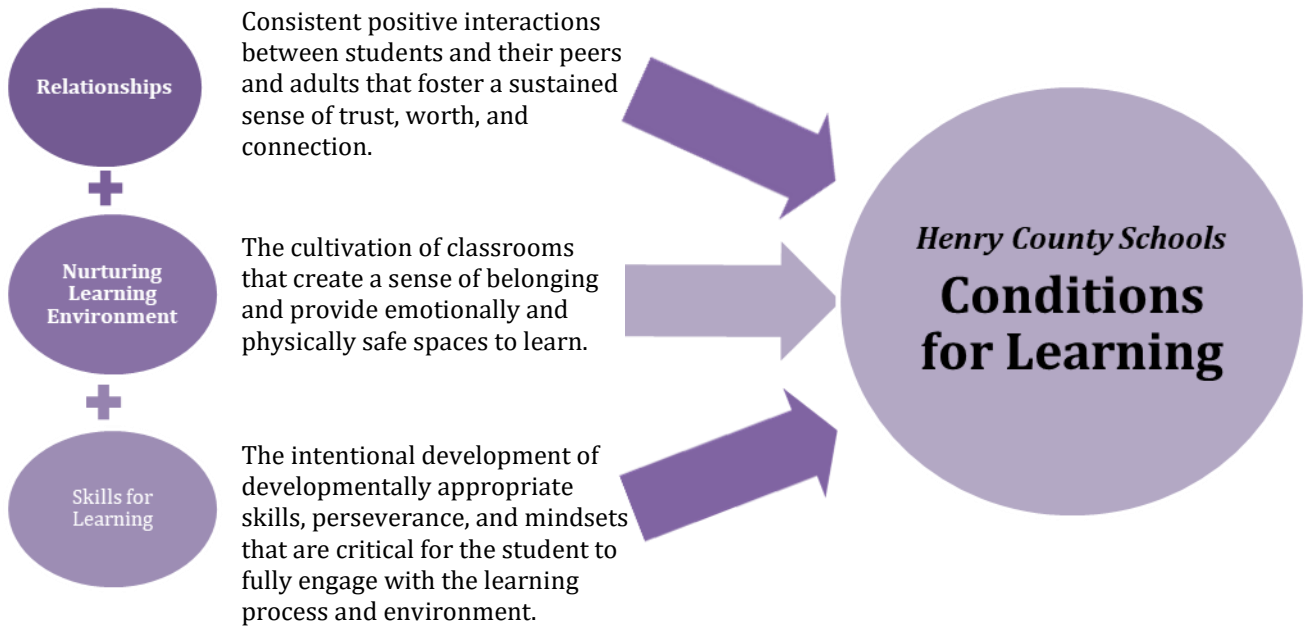 Relationships
Consistent positive interactions
between students and their peers
and adults that foster a sustained
sense of trust, worth, and
connection.
Nurturing
Learning
Environment
The cultivation of classrooms
that create a sense of belonging
and provide emotionally and
physically safe spaces to learn.
Skills for
Learning
The intentional development of
developmentally appropriate
skills, perseverance, and mindsets
that are critical for the student to
fully engage with the learning
process and environment.
Henry County Schools
Conditions
for Learning